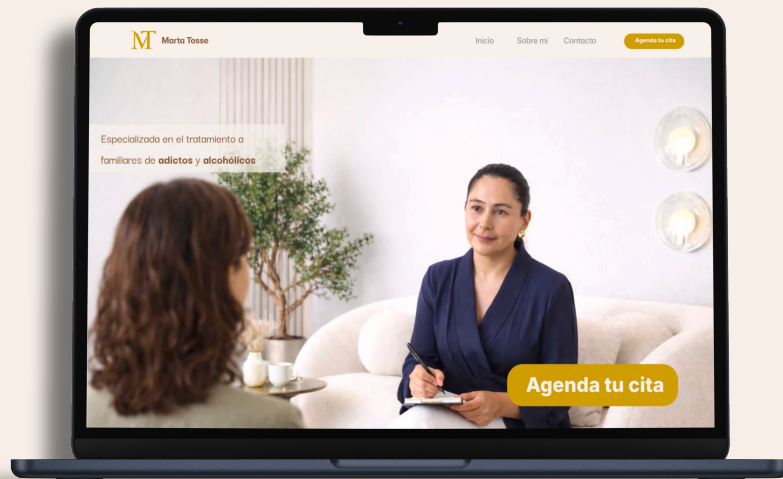 MT Marta Tosse
Inicio Sobre mi Contacto Agenda tu cita
Especializada en el tratamiento a
familiares de adictos y alcohólicos
Agenda tu cita